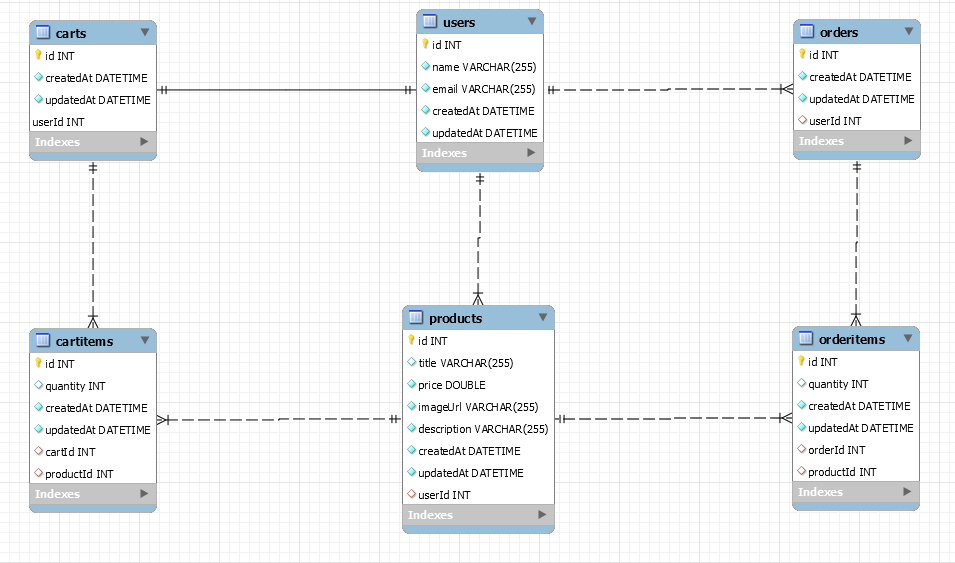 carts
id INT
createdAt DATETIME
updatedAt DATETIME
userId INT
Indexes
users
id INT
name VARCHAR(255)
email VARCHAR(255)
createdAt DATETIME
updatedAt DATETIME
Indexes
orders
id INT
createdAt DATETIME
updatedAt DATETIME
userId INT
Indexes
cartitems
id INT
quantity INT
createdAt DATETIME
updatedAt DATETIME
cartId INT
productId INT
Indexes
products
id INT
title VARCHAR(255)
price DOUBLE
imageUrl VARCHAR(255)
description VARCHAR(255)
createdAt DATETIME
updatedAt DATETIME
userId INT
Indexes
orderitems
id INT
quantity INT
createdAt DATETIME
updatedAt DATETIME
orderId INT
productId INT
Indexes